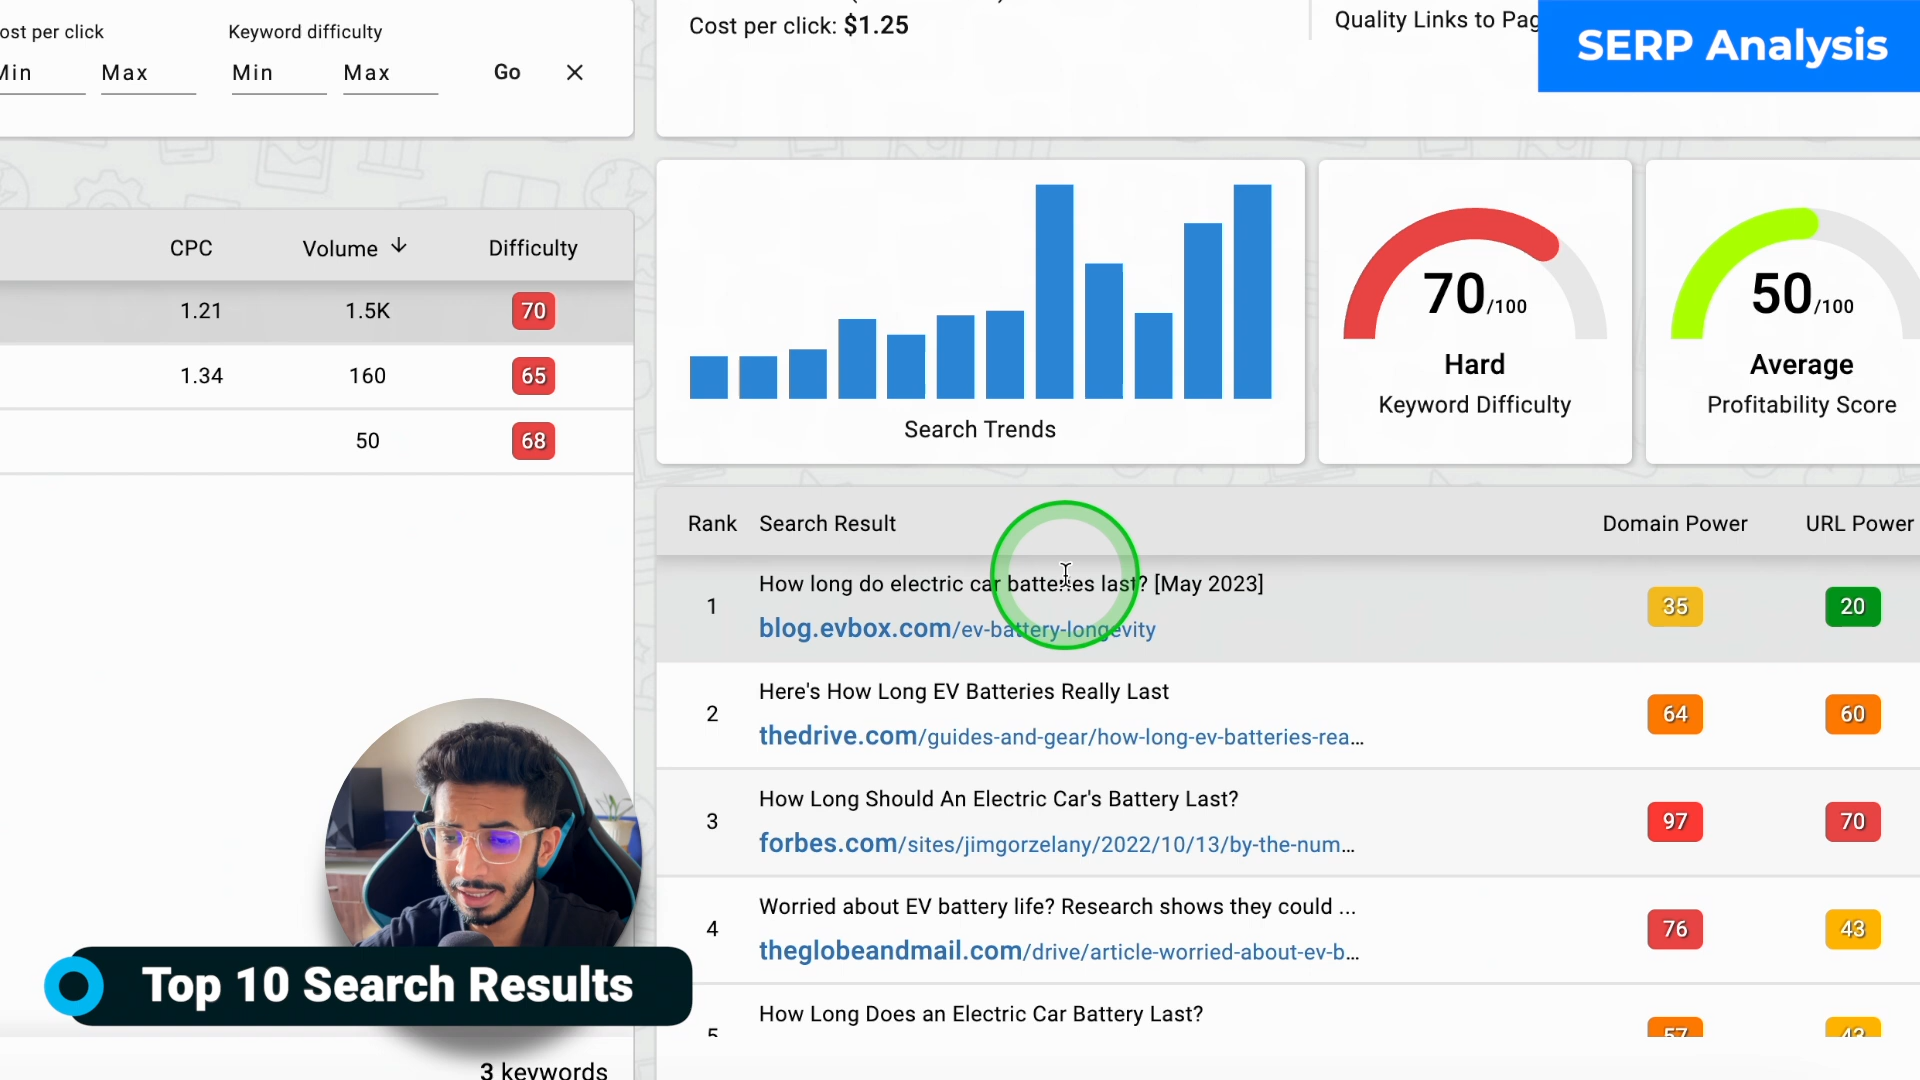 ost per click
Keyword difficulty
Min
Max
Min
Max
Go
Cost per click: $1.25
Quality Links to Pag
SERP Analysis
CPC
Volume
Difficulty
1.21
1.5K
70
1.34
160
65
50
68
Search Trends
70/100
Hard
Keyword Difficulty
50/100
Average
Profitability Score
Rank
Search Result
Domain Power
URL Power
1
How long do electric car batteries last? [May 2023]
blog.evbox.com/ev-battery-longevity
35
20
2
Here's How Long EV Batteries Really Last
thedrive.com/guides-and-gear/how-long-ev-batteries-rea...
64
60
3
How Long Should An Electric Car's Battery Last?
forbes.com/sites/jimgorzelany/2022/10/13/by-the-num...
97
70
4
Worried about EV battery life? Research shows they could ...
theglobeandmail.com/drive/article-worried-about-ev-b...
76
43
5
How Long Does an Electric Car Battery Last?
57
Top 10 Search Results
3 keywords